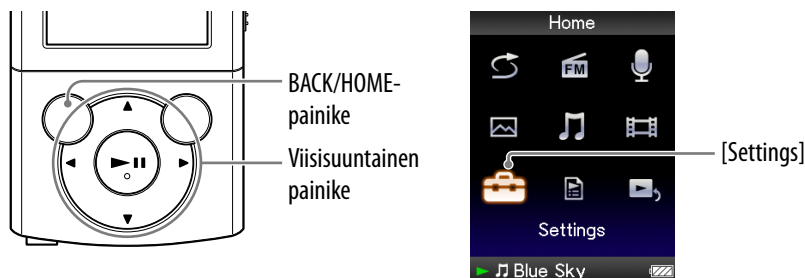 BACK/HOME-
painike
Viisisuuntainen
painike
Home
FM
[Settings]
Settings
Blue Sky